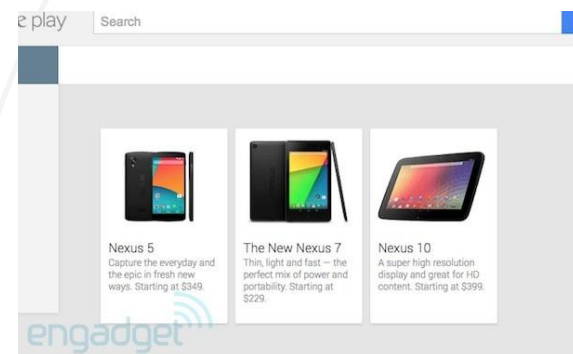 e play
Search
Nexus 5
Capture the everyday and
the epic in fresh new
ways. Starting at $349.
The New Nexus 7
Thin, light and fast — the
perfect mix of power and
portability. Starting at
$229.
Nexus 10
A super high resolution
display and great for HD
content. Starting at $399.
engadget